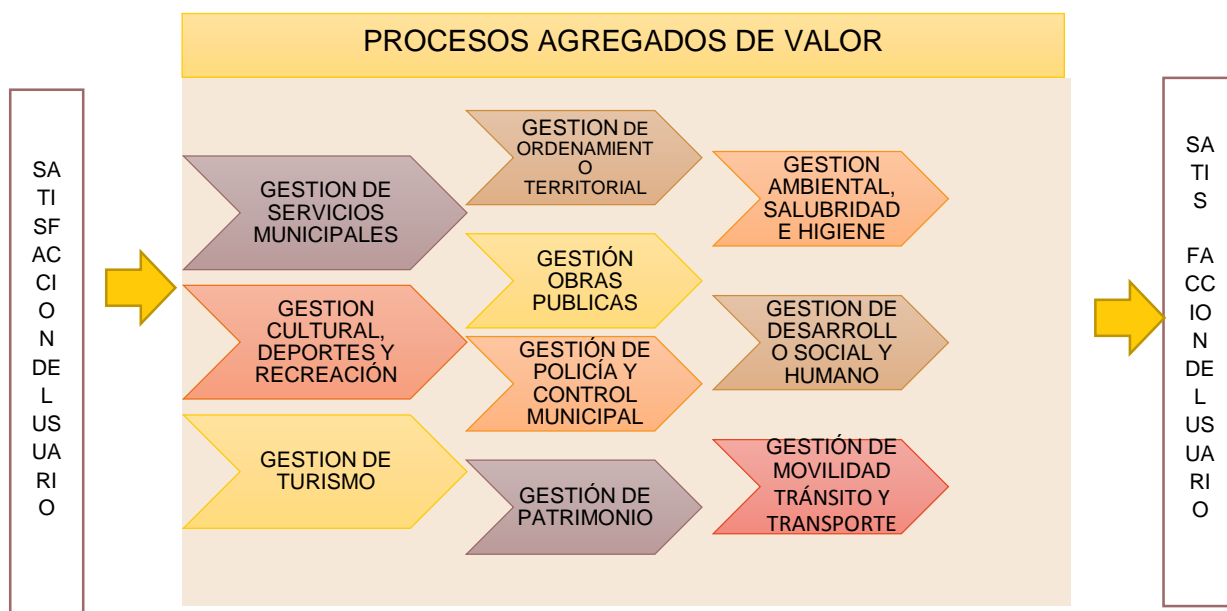 PROCESOS AGREGADOS DE VALOR
SA
TI
SF
AC
CI
O
N
DE
L
US
UA
RI
O
GESTION DE
SERVICIOS
MUNICIPALES
GESTION
CULTURAL,
DEPORTES Y
RECREACIÓN
GESTION DE
TURISMO
GESTION DE
ORDENAMIENT
O
TERRITORIAL
GESTIÓN
OBRAS
PUBLICAS
GESTIÓN DE
POLICÍA Y
CONTROL
MUNICIPAL
GESTIÓN DE
PATRIMONIO
GESTION
AMBIENTAL,
SALUBRIDAD
E HIGIENE
GESTION DE
DESARROLL
O SOCIAL Y
HUMANO
GESTIÓN DE
MOVILIDAD
TRÁNSITO Y
TRANSPORTE
SA
TI
S
FA
CC
IO
N
DE
L
US
UA
RI
O